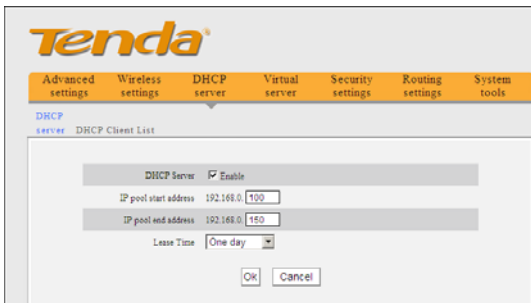 Tenda
Advanced settings Wireless settings DHCP server Virtual server Security settings Routing settings System tools
DHCP server DHCP Client List
DHCP Server Enable
IP pool start address 192.168.0. 100
IP pool end address 192.168.0. 150
Lease Time One day
Ok Cancel